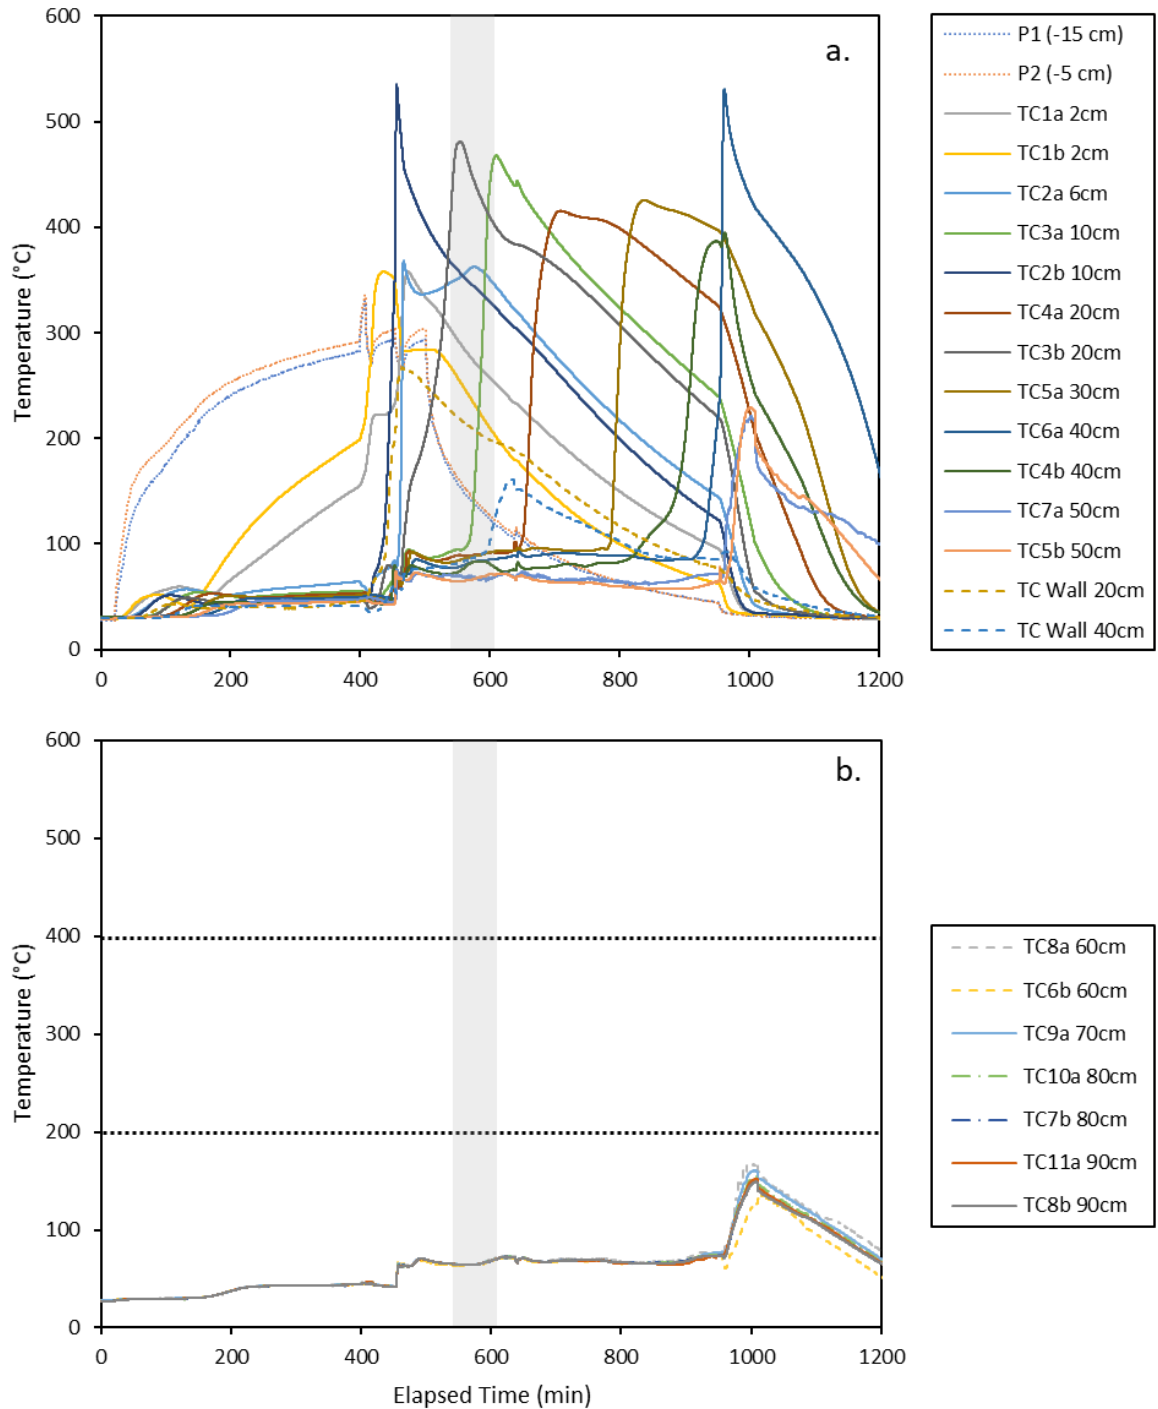 a.
Temperature (°C)
600
500
400
300
200
100
0
0 200 400 600 800 1000 1200
P1 (-15 cm)
P2 (-5 cm)
TC1a 2cm
TC1b 2cm
TC2a 6cm
TC3a 10cm
TC2b 10cm
TC4a 20cm
TC3b 20cm
TC5a 30cm
TC6a 40cm
TC4b 40cm
TC7a 50cm
TC5b 50cm
TC Wall 20cm
TC Wall 40cm
b.
Temperature (°C)
600
500
400
300
200
100
0
0 200 400 600 800 1000 1200
Elapsed Time (min)
TC8a 60cm
TC6b 60cm
TC9a 70cm
TC10a 80cm
TC7b 80cm
TC11a 90cm
TC8b 90cm